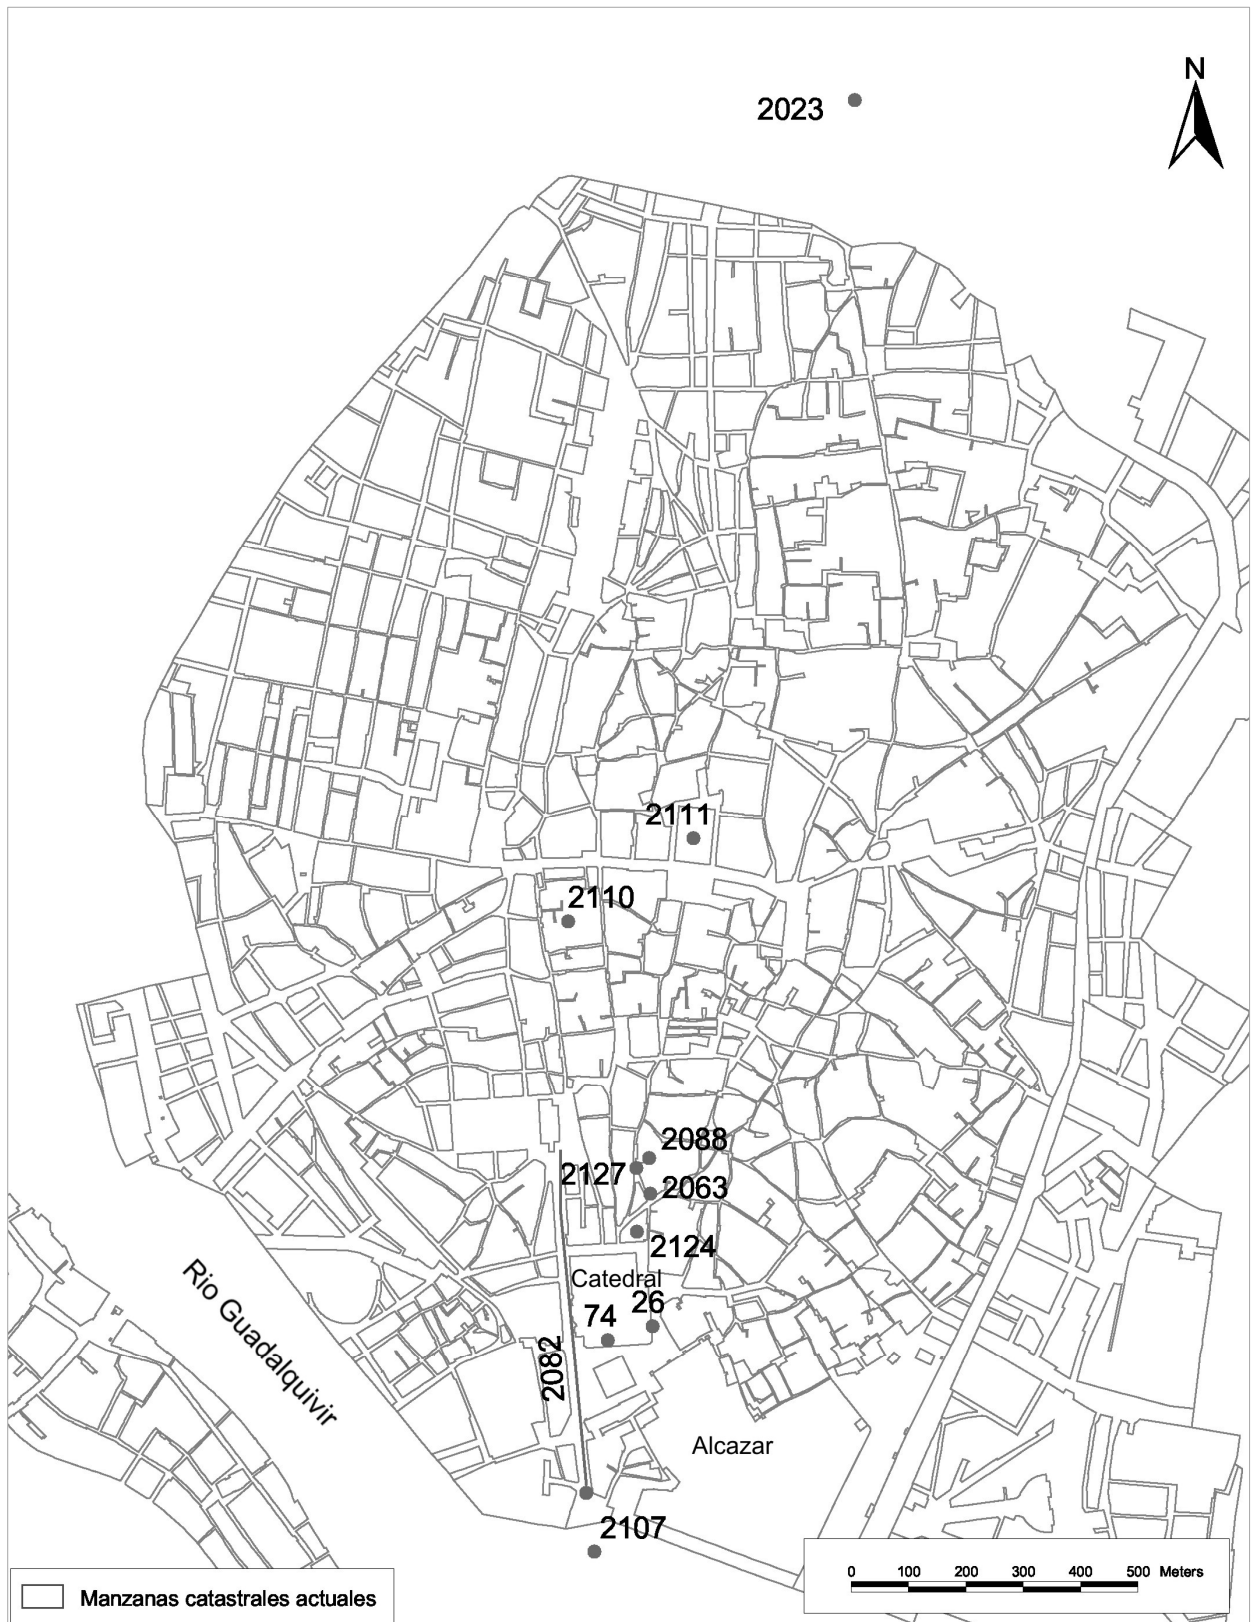 N
2023
2111
2110
2088
2127
2063
2124
Catedral
26
74
2082
Rio Guadalquivir
Alcazar
2107
0 100 200 300 400 500 Meters
Manzanas catastrales actuales